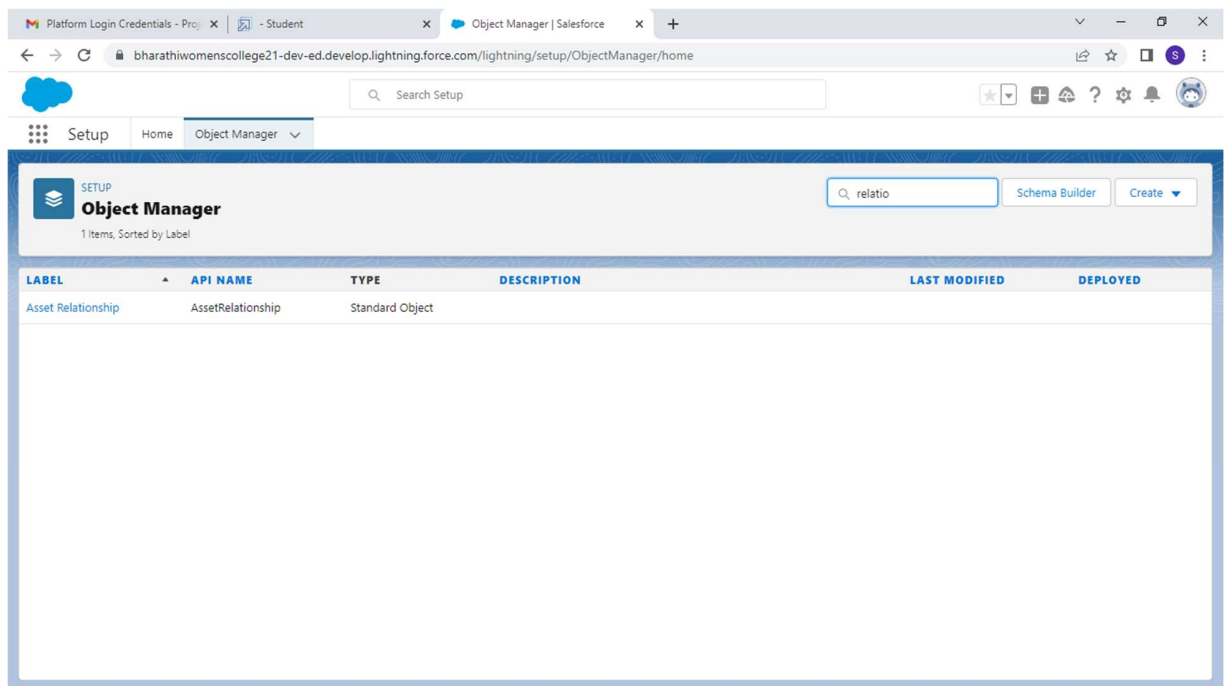 Platform Login Credentials - Proj
- Student
Object Manager | Salesforce
bharathiwomenscollege21-dev-ed.develop.lightning.force.com/lightning/setup/ObjectManager/home
S
Search Setup
Setup Home Object Manager
SETUP
Object Manager
1 Items, Sorted by Label
relatio
Schema Builder
Create
LABEL API NAME TYPE DESCRIPTION LAST MODIFIED DEPLOYED
Asset Relationship AssetRelationship Standard Object